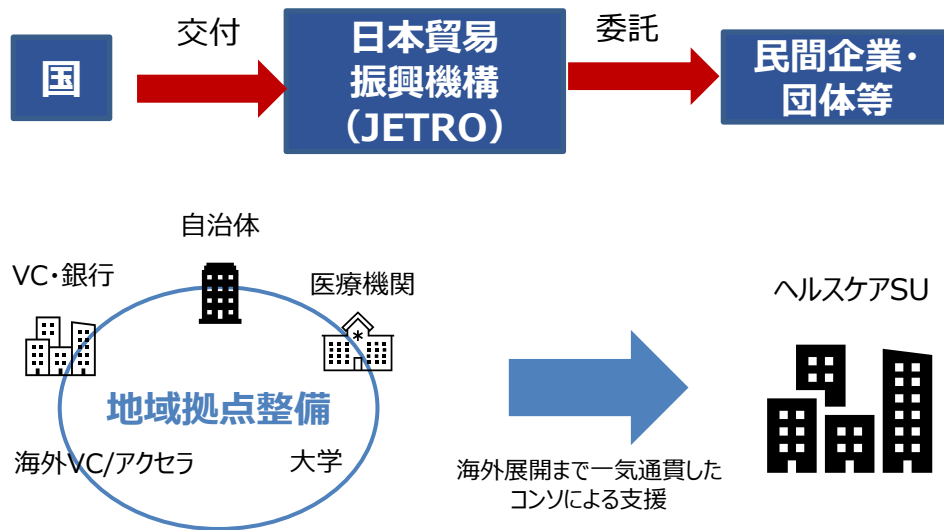 国
交付
日本貿易
振興機構
（JETRO）
委託
民間企業・
団体等
自治体
VC・銀行
医療機関
地域拠点整備
海外VC/アクセラ
大学
海外展開まで一気通貫した
コンソによる支援
ヘルスケアSU